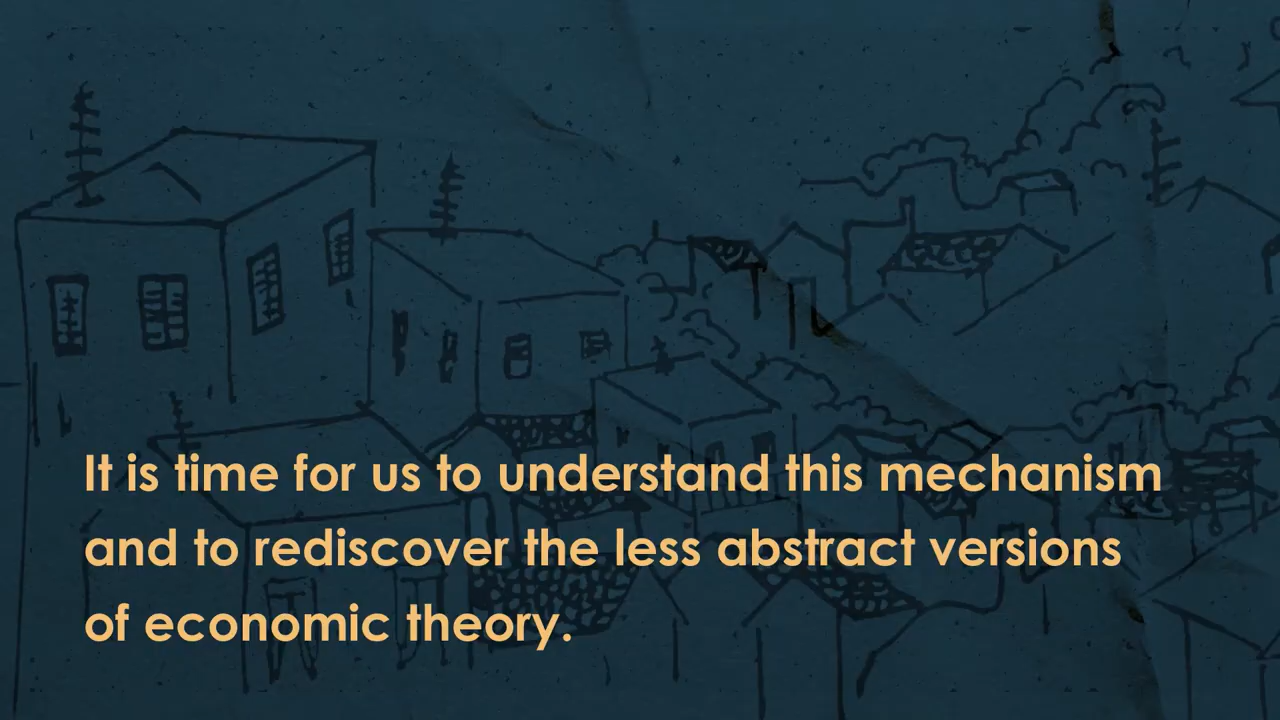 It is time for us to understand this mechanism
and to rediscover the less abstract versions
of economic theory.